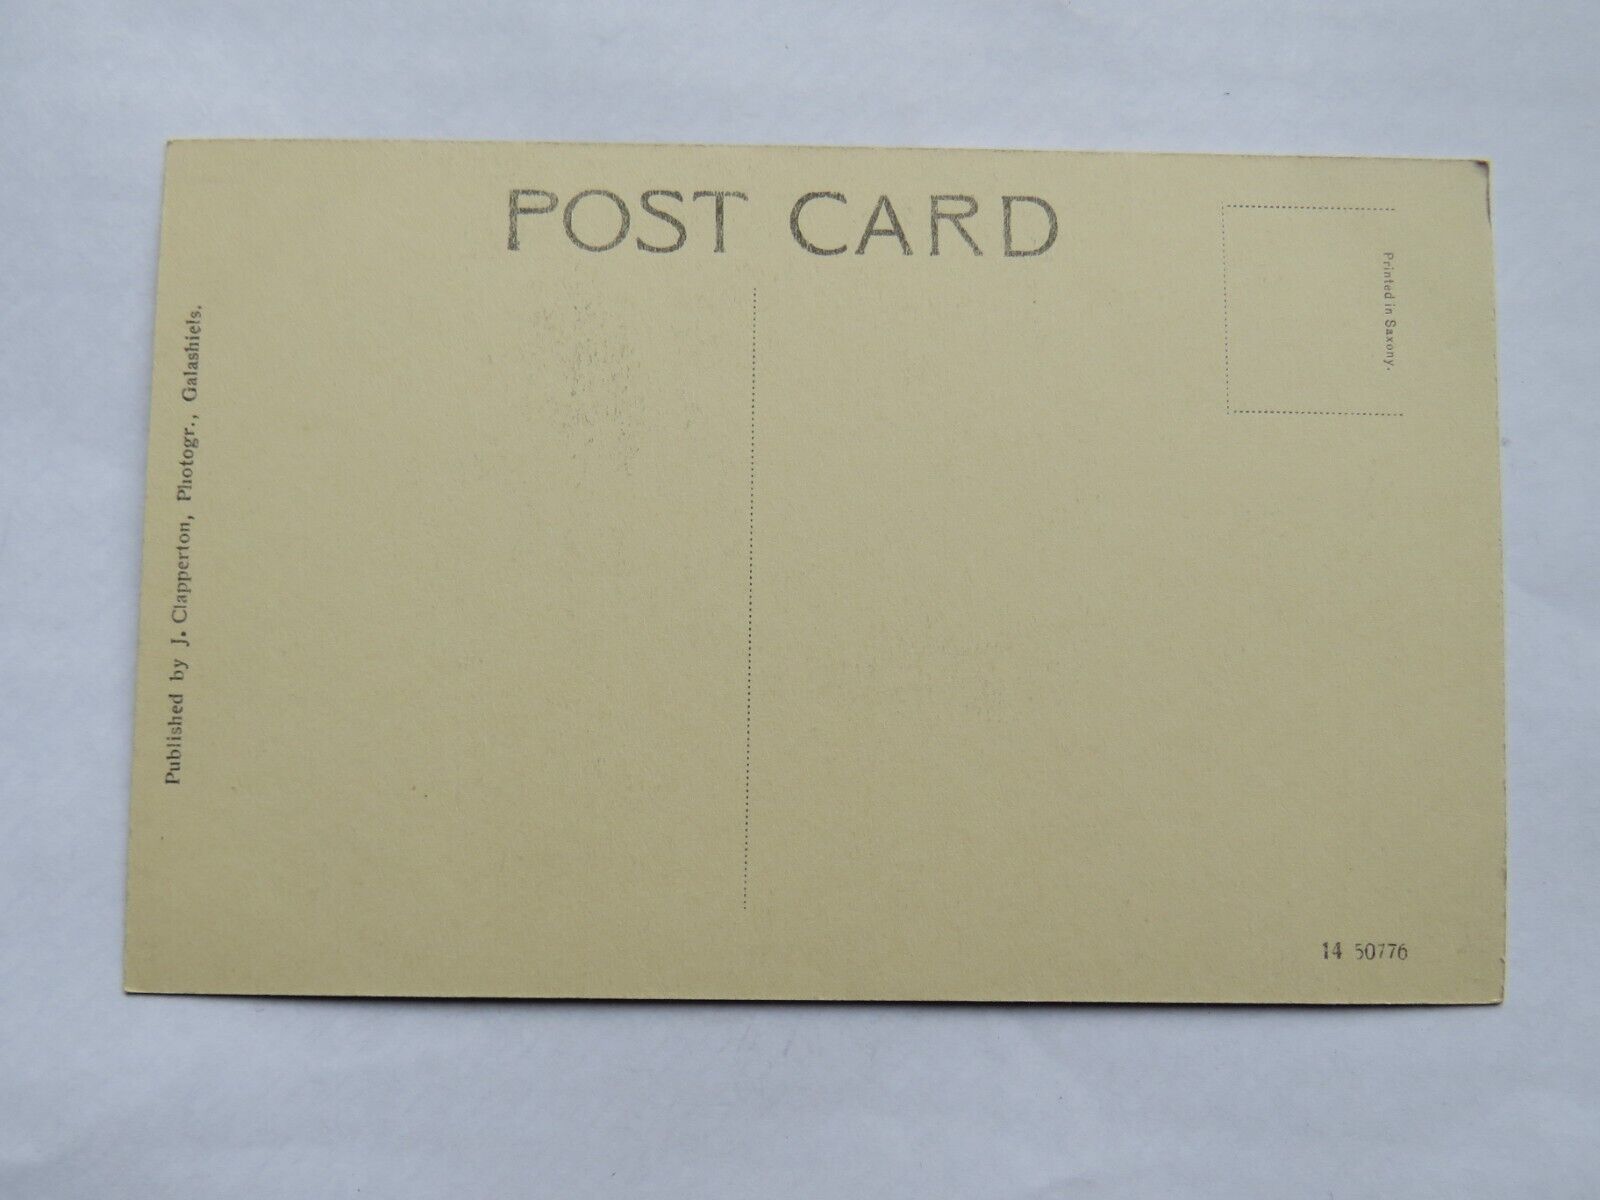 POST CARD
Published by J. Clapperton, Photogr., Galashiels.
Printed in Saxony.
14 50776